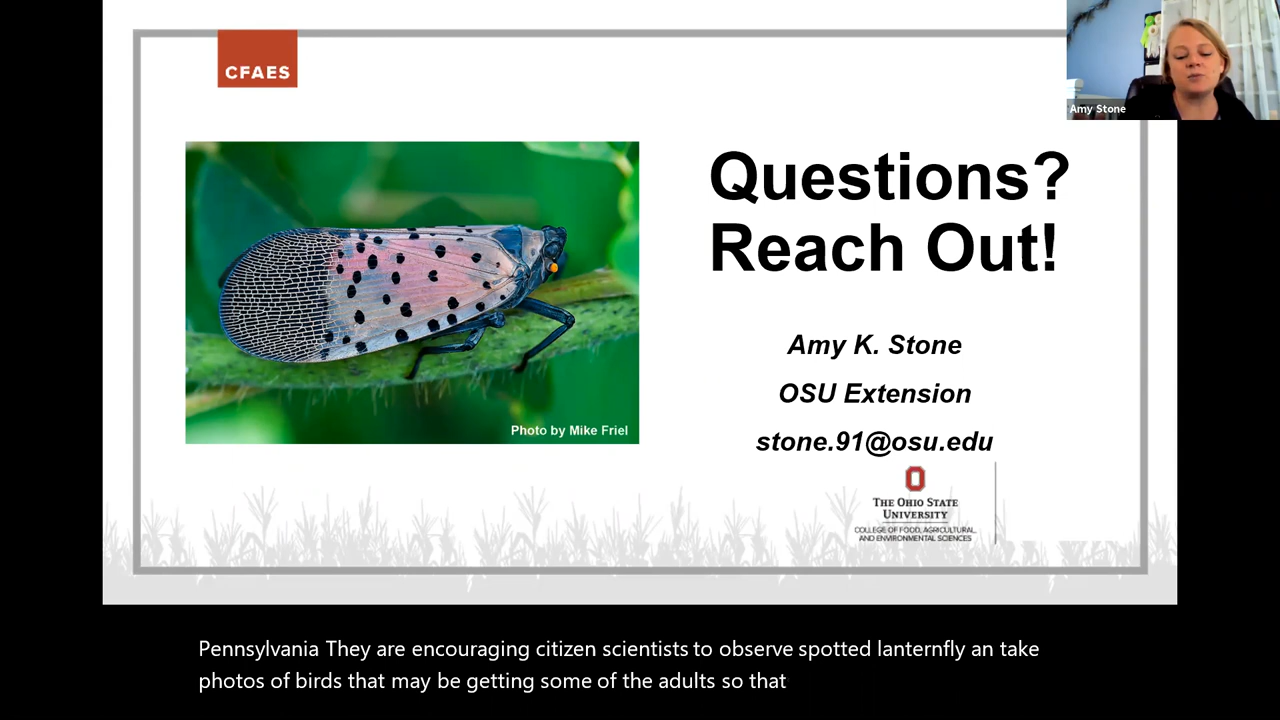 CFAES
Amy Stone
Questions?
Reach Out!
Photo by Mike Friel
Amy K. Stone
OSU Extension
stone.91@osu.edu
THE OHIO STATE
UNIVERSITY
COLLEGE OF FOOD, AGRICULTURAL,
AND ENVIRONMENTAL SCIENCES
Pennsylvania They are encouraging citizen scientists to observe spotted lanternfly an take
photos of birds that may be getting some of the adults so that